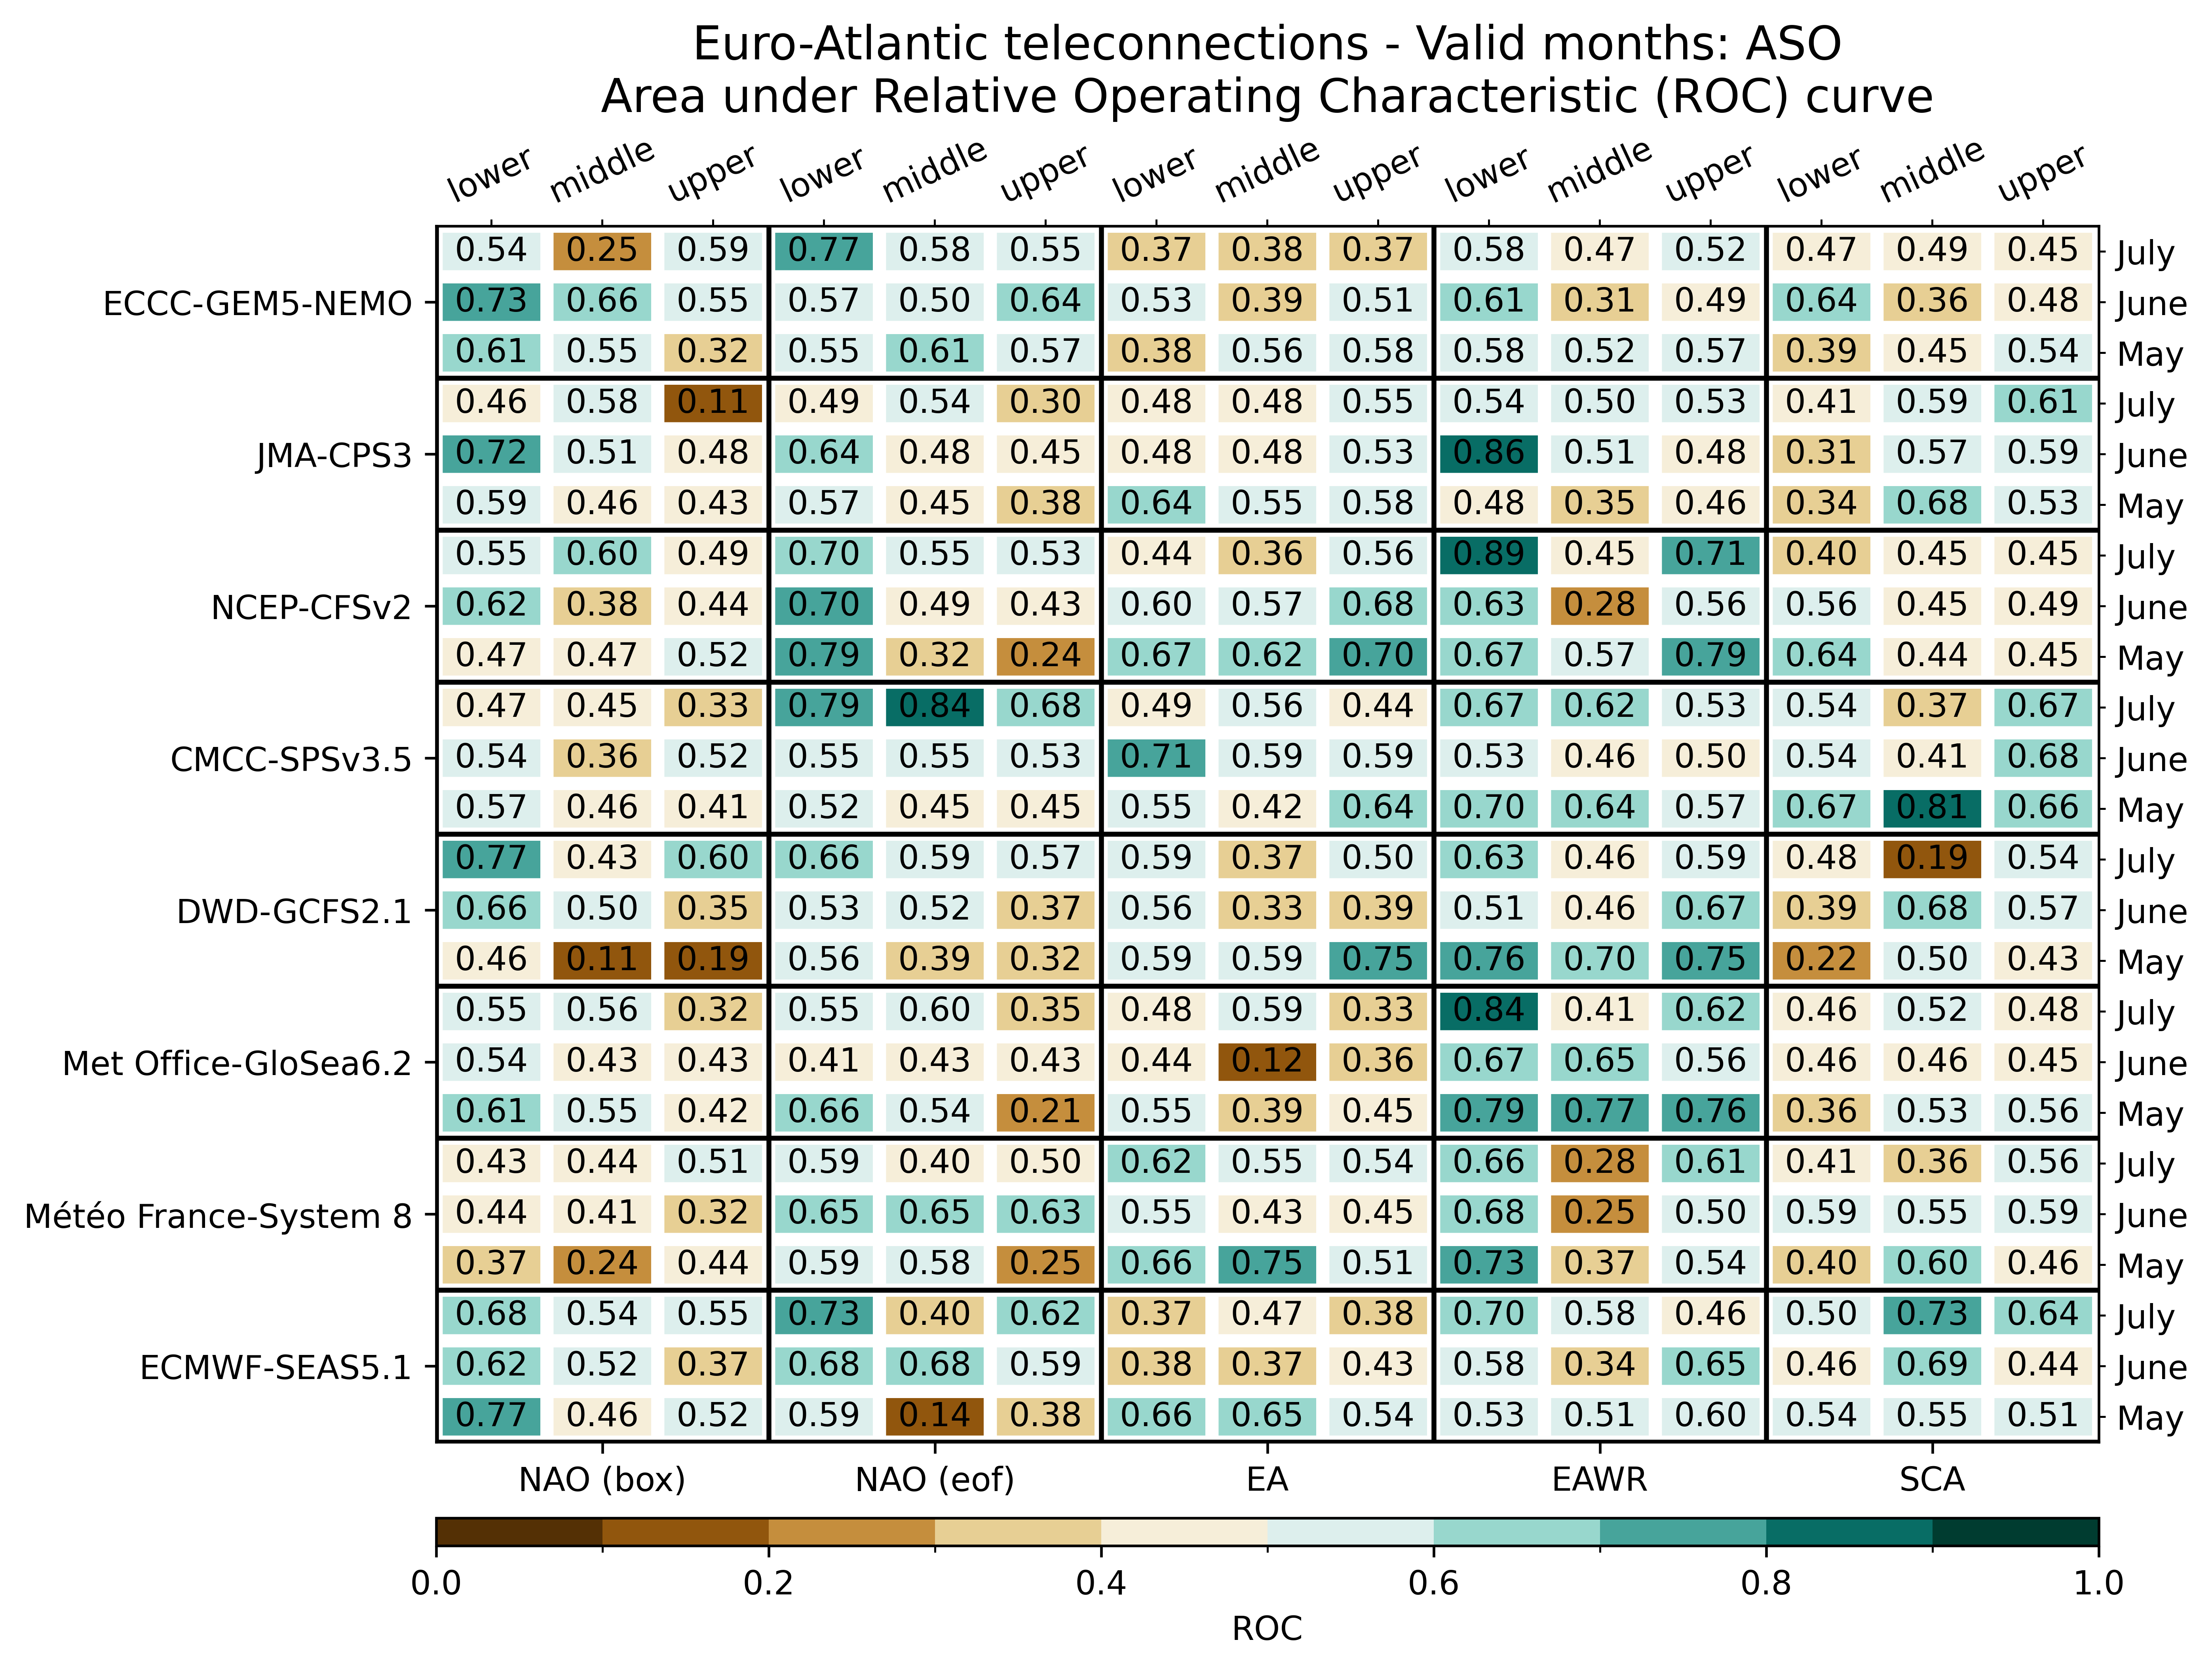 Euro-Atlantic teleconnections - Valid months: ASO
Area under Relative Operating Characteristic (ROC) curve
lower middle upper lower middle upper lower middle upper lower middle upper lower middle upper
0.54 0.25 0.59 0.77 0.58 0.55 0.37 0.38 0.37 0.58 0.47 0.52 0.47 0.49 0.45 July
ECCC-GEM5-NEMO 0.73 0.66 0.55 0.57 0.50 0.64 0.53 0.39 0.51 0.61 0.31 0.49 0.64 0.36 0.48 June
0.61 0.55 0.32 0.55 0.61 0.57 0.38 0.56 0.58 0.58 0.52 0.57 0.39 0.45 0.54 May
0.46 0.58 0.11 0.49 0.54 0.30 0.48 0.48 0.55 0.54 0.50 0.53 0.41 0.59 0.61 July
JMA-CPS3 0.72 0.51 0.48 0.64 0.48 0.45 0.48 0.48 0.53 0.86 0.51 0.48 0.31 0.57 0.59 June
0.59 0.46 0.43 0.57 0.45 0.38 0.64 0.55 0.58 0.48 0.35 0.46 0.34 0.68 0.53 May
0.55 0.60 0.49 0.70 0.55 0.53 0.44 0.36 0.56 0.89 0.45 0.71 0.40 0.45 0.45 July
NCEP-CFSv2 0.62 0.38 0.44 0.70 0.49 0.43 0.60 0.57 0.68 0.63 0.28 0.56 0.56 0.45 0.49 June
0.47 0.47 0.52 0.79 0.32 0.24 0.67 0.62 0.70 0.67 0.57 0.79 0.64 0.44 0.45 May
0.47 0.45 0.33 0.79 0.84 0.68 0.49 0.56 0.44 0.67 0.62 0.53 0.54 0.37 0.67 July
CMCC-SPSv3.5 0.54 0.36 0.52 0.55 0.55 0.53 0.71 0.59 0.59 0.53 0.46 0.50 0.54 0.41 0.68 June
0.57 0.46 0.41 0.52 0.45 0.45 0.55 0.42 0.64 0.70 0.64 0.57 0.67 0.81 0.66 May
0.77 0.43 0.60 0.66 0.59 0.57 0.59 0.37 0.50 0.63 0.46 0.59 0.48 0.19 0.54 July
DWD-GCFS2.1 0.66 0.50 0.35 0.53 0.52 0.37 0.56 0.33 0.39 0.51 0.46 0.67 0.39 0.68 0.57 June
0.46 0.11 0.19 0.56 0.39 0.32 0.59 0.59 0.75 0.76 0.70 0.75 0.22 0.50 0.43 May
0.55 0.56 0.32 0.55 0.60 0.35 0.48 0.59 0.33 0.84 0.41 0.62 0.46 0.52 0.48 July
Met Office-GloSea6.2 0.54 0.43 0.43 0.41 0.43 0.43 0.44 0.12 0.36 0.67 0.65 0.56 0.46 0.46 0.45 June
0.61 0.55 0.42 0.66 0.54 0.21 0.55 0.39 0.45 0.79 0.77 0.76 0.36 0.53 0.56 May
0.43 0.44 0.51 0.59 0.40 0.50 0.62 0.55 0.54 0.66 0.28 0.61 0.41 0.36 0.56 July
Météo France-System 8 0.44 0.41 0.32 0.65 0.65 0.63 0.55 0.43 0.45 0.68 0.25 0.50 0.59 0.55 0.59 June
0.37 0.24 0.44 0.59 0.58 0.25 0.66 0.75 0.51 0.73 0.37 0.54 0.40 0.60 0.46 May
0.68 0.54 0.55 0.73 0.40 0.62 0.37 0.47 0.38 0.70 0.58 0.46 0.50 0.73 0.64 July
ECMWF-SEAS5.1 0.62 0.52 0.37 0.68 0.68 0.59 0.38 0.37 0.43 0.58 0.34 0.65 0.46 0.69 0.44 June
0.77 0.46 0.52 0.59 0.14 0.38 0.66 0.65 0.54 0.53 0.51 0.60 0.54 0.55 0.51 May
NAO (box) NAO (eof) EA EAWR SCA
0.0 0.2 0.4 0.6 0.8 1.0
ROC